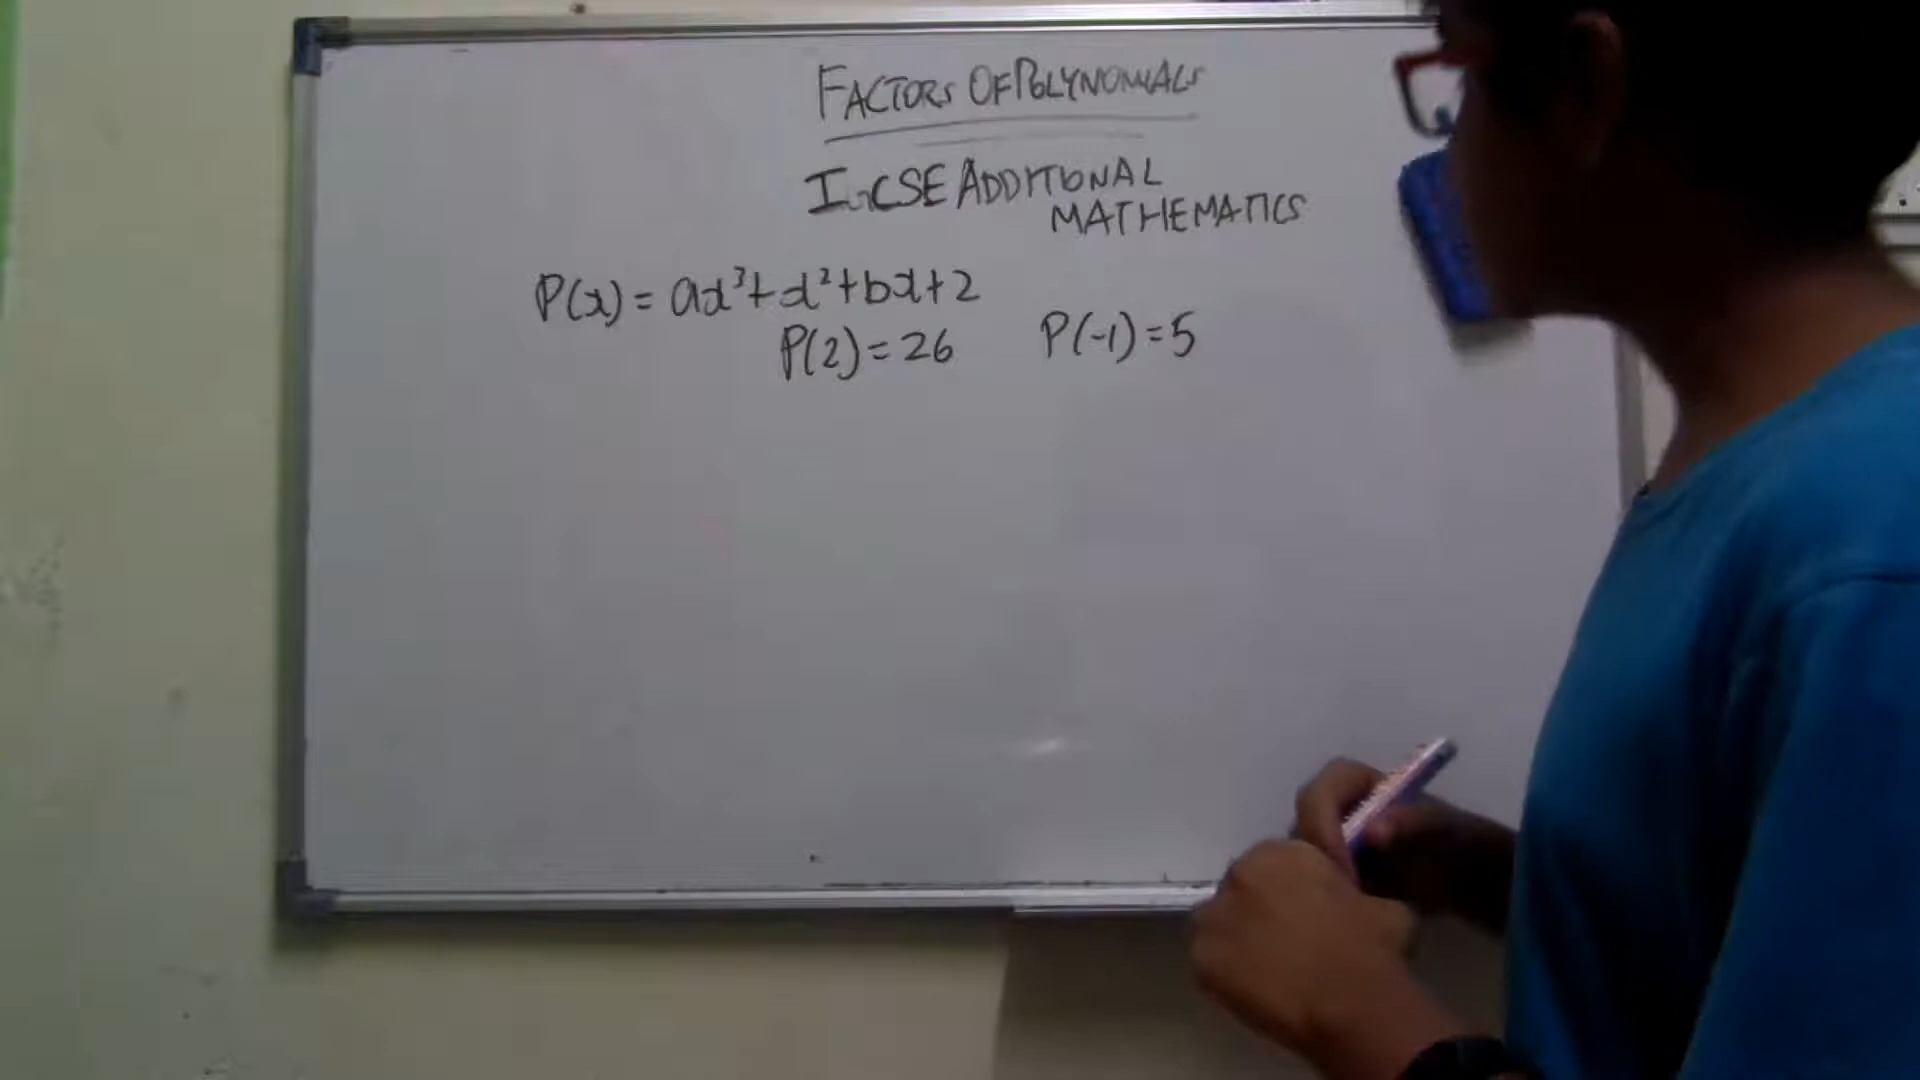 FACTORS OF POLYNOMIALS
IGCSE ADDITIONAL
MATHEMATICS
P(x) = ax³+x²+bx+2
P(2)=26 P(-1)=5